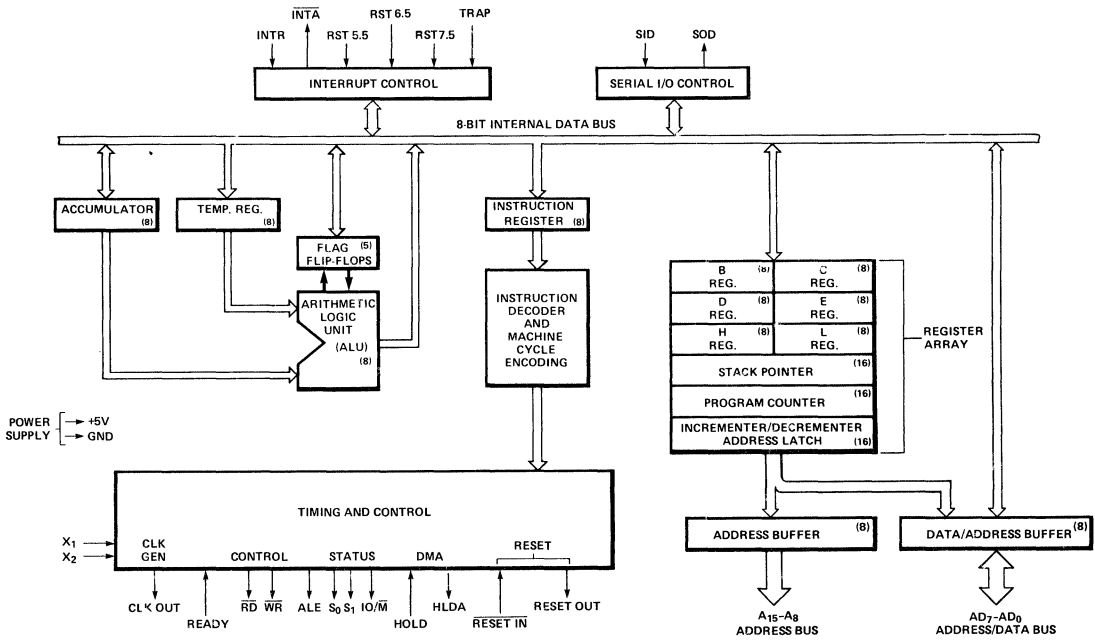 INTR
INTA
RST 5.5
RST 6.5
RST 7.5
TRAP
INTERRUPT CONTROL
SID
SOD
SERIAL I/O CONTROL
8-BIT INTERNAL DATA BUS
ACCUMULATOR
(8)
TEMP. REG.
(8)
FLAG (5)
FLIP-FLOPS
ARITHMETIC
LOGIC
UNIT
(ALU)
(8)
INSTRUCTION
REGISTER (8)
INSTRUCTION
DECODER
AND
MACHINE
CYCLE
ENCODING
B (8)
REG.
C (8)
REG.
D (8)
REG.
E (8)
REG.
H (8)
REG.
L (8)
REG.
STACK POINTER (16)
PROGRAM COUNTER (16)
INCREMENTER/DECREMENTER
ADDRESS LATCH (16)
REGISTER
ARRAY
POWER
SUPPLY
+5V
GND
TIMING AND CONTROL
X1
X2
CLK
GEN
CONTROL
STATUS
DMA
RESET
CLK OUT
READY
RD
WR
ALE
S0
S1
IO/M
HOLD
HLDA
RESET IN
RESET OUT
ADDRESS BUFFER (8)
DATA/ADDRESS BUFFER (8)
A15-A8
ADDRESS BUS
AD7-AD0
ADDRESS/DATA BUS